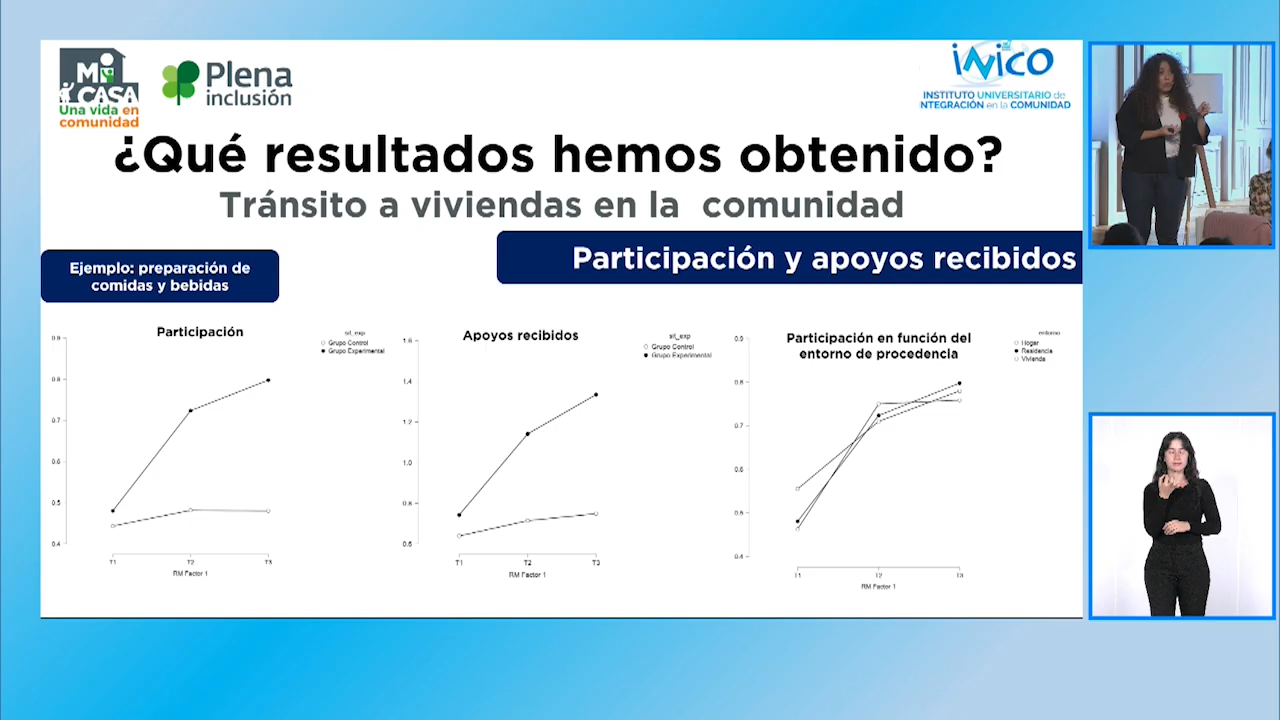 Mi
CASA
Una vida en
comunidad
Plena
inclusión
iNiCO
INSTITUTO UNIVERSITARIO de
INTEGRACIÓN en la COMUNIDAD
¿Qué resultados hemos obtenido?
Tránsito a viviendas en la comunidad
Participación y apoyos recibidos
Ejemplo: preparación de
comidas y bebidas
Participación
sit_exp
Grupo Control
Grupo Experimental
0.9
0.8
0.7
0.6
0.5
0.4
T1 T2 T3
RM Factor 1
Apoyos recibidos
sit_exp
Grupo Control
Grupo Experimental
1.6
1.4
1.2
1.0
0.8
0.6
T1 T2 T3
RM Factor 1
Participación en función del
entorno de procedencia
entorno
Hogar
Residencia
Vivienda
0.9
0.8
0.7
0.6
0.5
0.4
T1 T2 T3
RM Factor 1